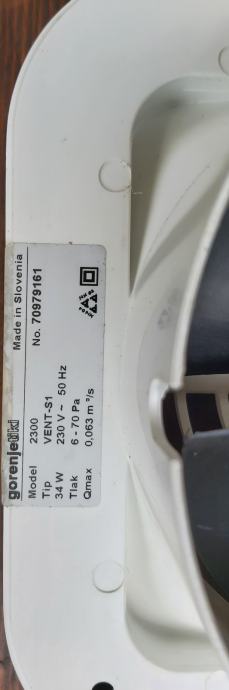 gorenje tiki
Made in Slovenia
Model 2300
No. 70979161
Tip VENT-S1
34 W 230 V ~ 50 Hz
Tlak 6 - 70 Pa
Qmax 0,063 m³/s